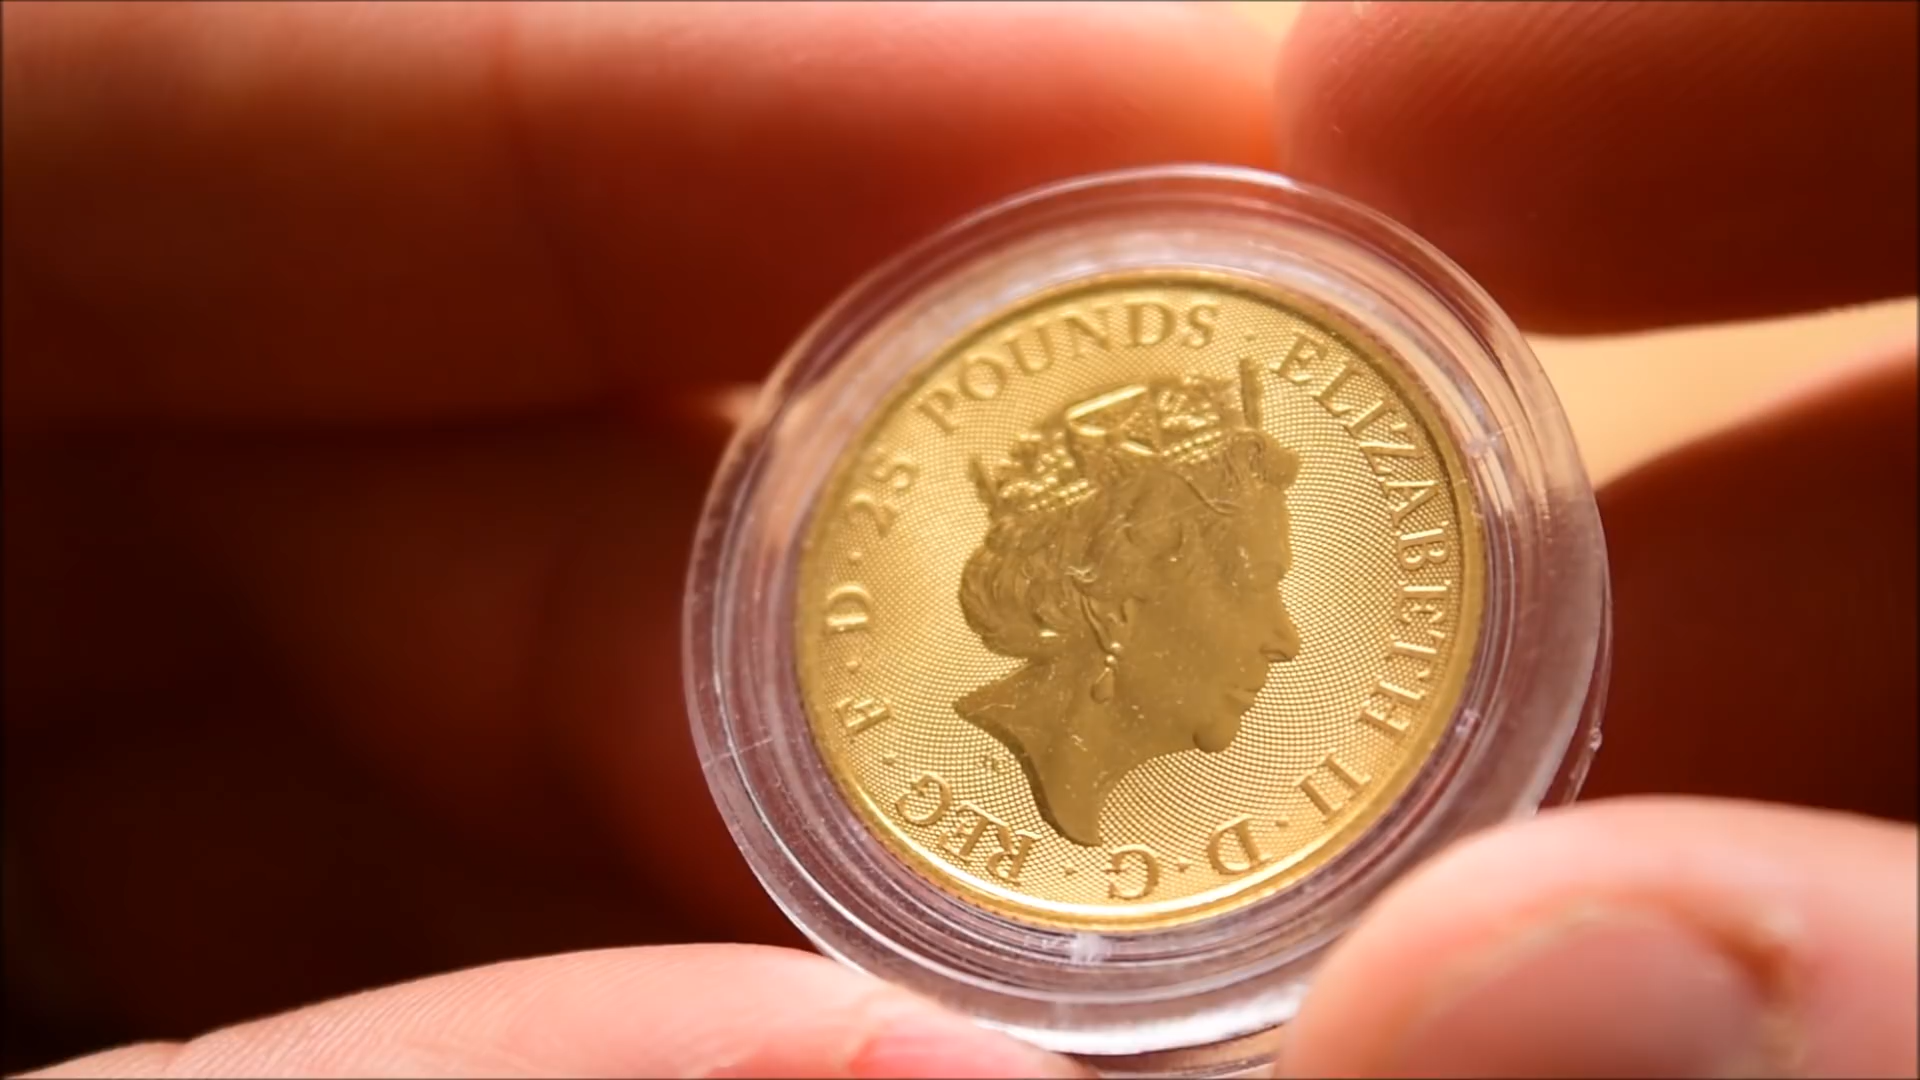 ELIZABETH II · D · G · REG · F · D · 25 POUNDS ·